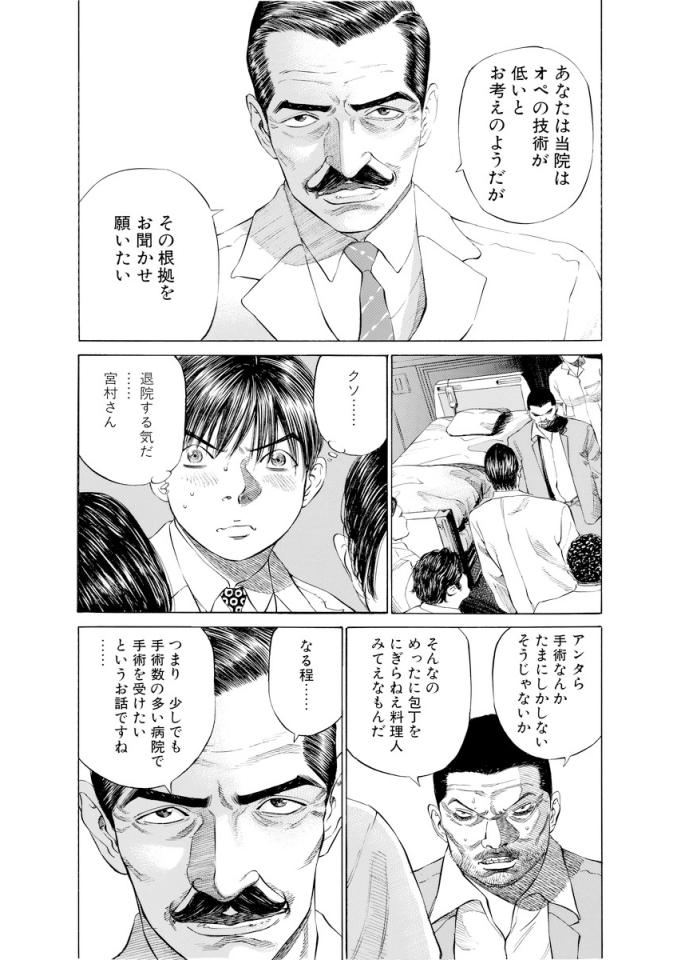 あなたは当院は
オペの技術が
低いと
お考えのようだが
その根拠を
お聞かせ
願いたい
クソ……
退院する気だ
……
宮村さん
アンタら
手術なんか
たまにしかしない
そうじゃないか
そんなの
めったに包丁を
にぎらねえ料理人
みてえなもんだ
なる程……
つまり 少しでも
手術数の多い病院で
手術を受けたい
というお話ですね
……